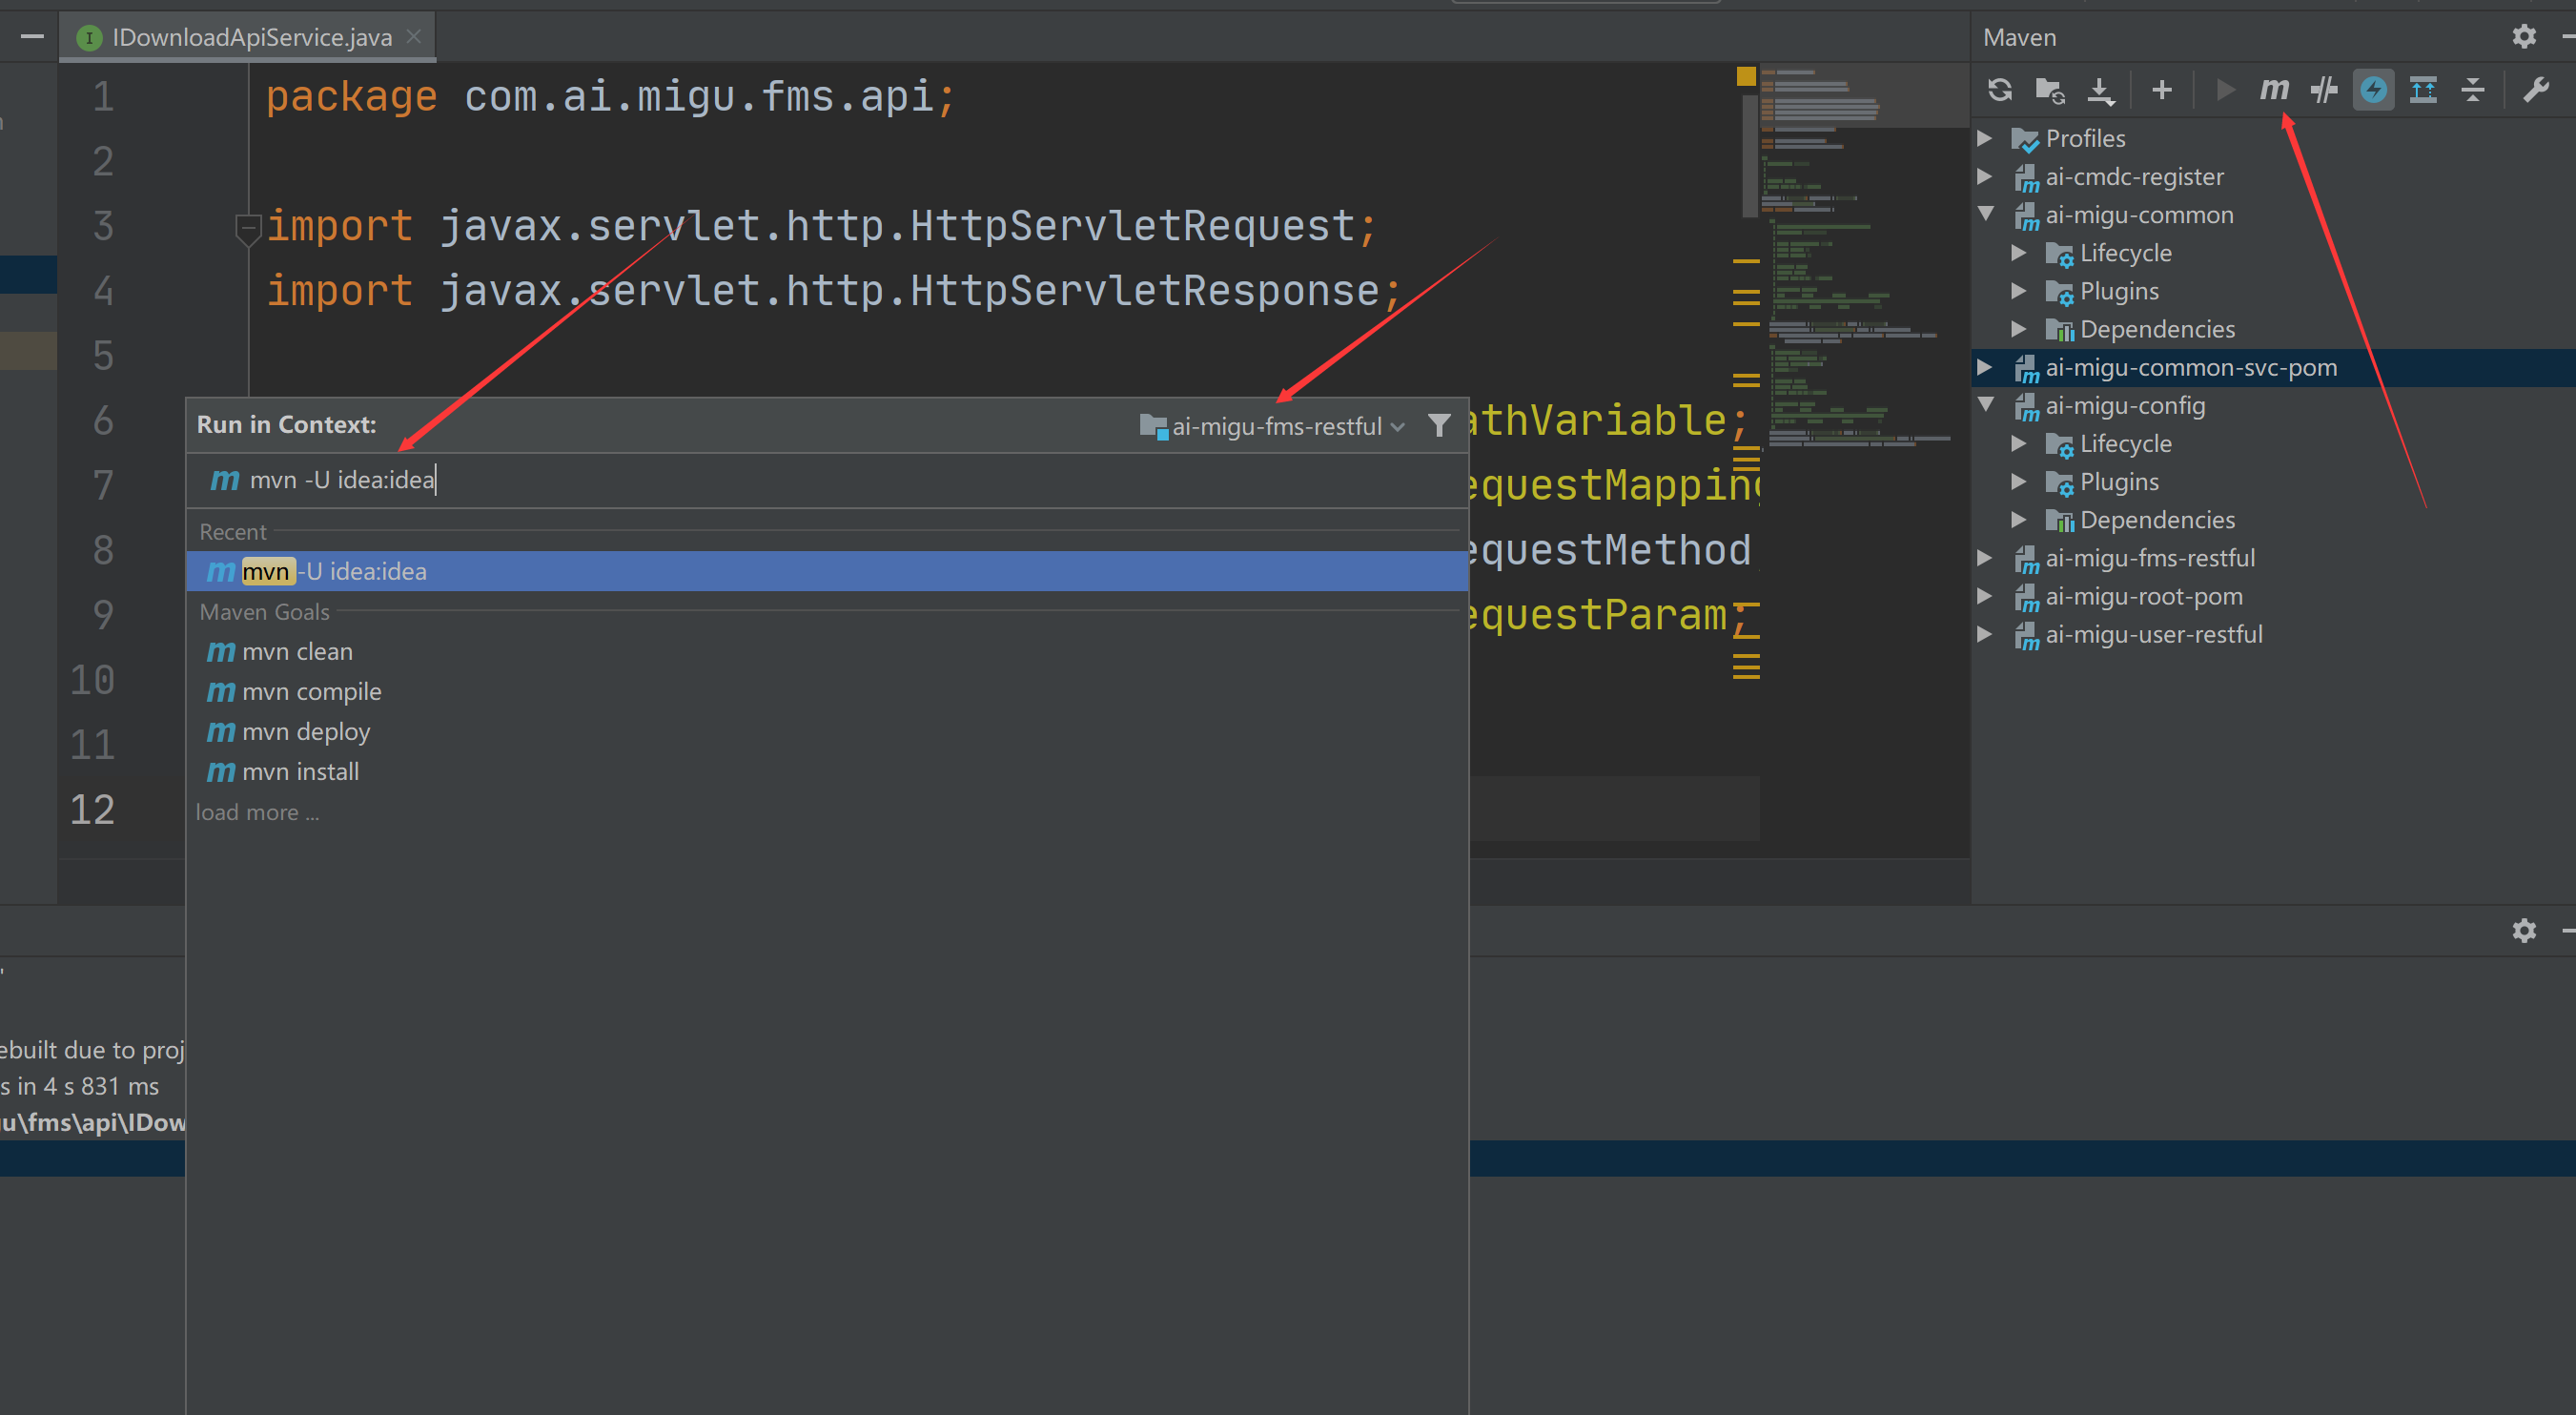 IDownloadApiService.java
1 package com.ai.migu.fms.api;
2
3 import javax.servlet.http.HttpServletRequest;
4 import javax.servlet.http.HttpServletResponse;
5
6 athVariable;
7 equestMapping
8 equestMethod
9 equestParam;
10
11
12
Run in Context:
ai-migu-fms-restful
mvn -U idea:idea
Recent
mvn -U idea:idea
Maven Goals
mvn clean
mvn compile
mvn deploy
mvn install
load more ...
Maven
Profiles
ai-cmdc-register
ai-migu-common
Lifecycle
Plugins
Dependencies
ai-migu-common-svc-pom
ai-migu-config
Lifecycle
Plugins
Dependencies
ai-migu-fms-restful
ai-migu-root-pom
ai-migu-user-restful
ebuilt due to proj
s in 4 s 831 ms
u\fms\api\IDow